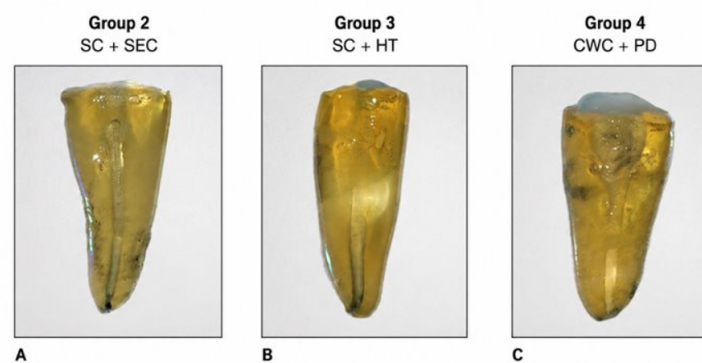 Group 2
SC + SEC
Group 3
SC + HT
Group 4
CWC + PD
A
B
C